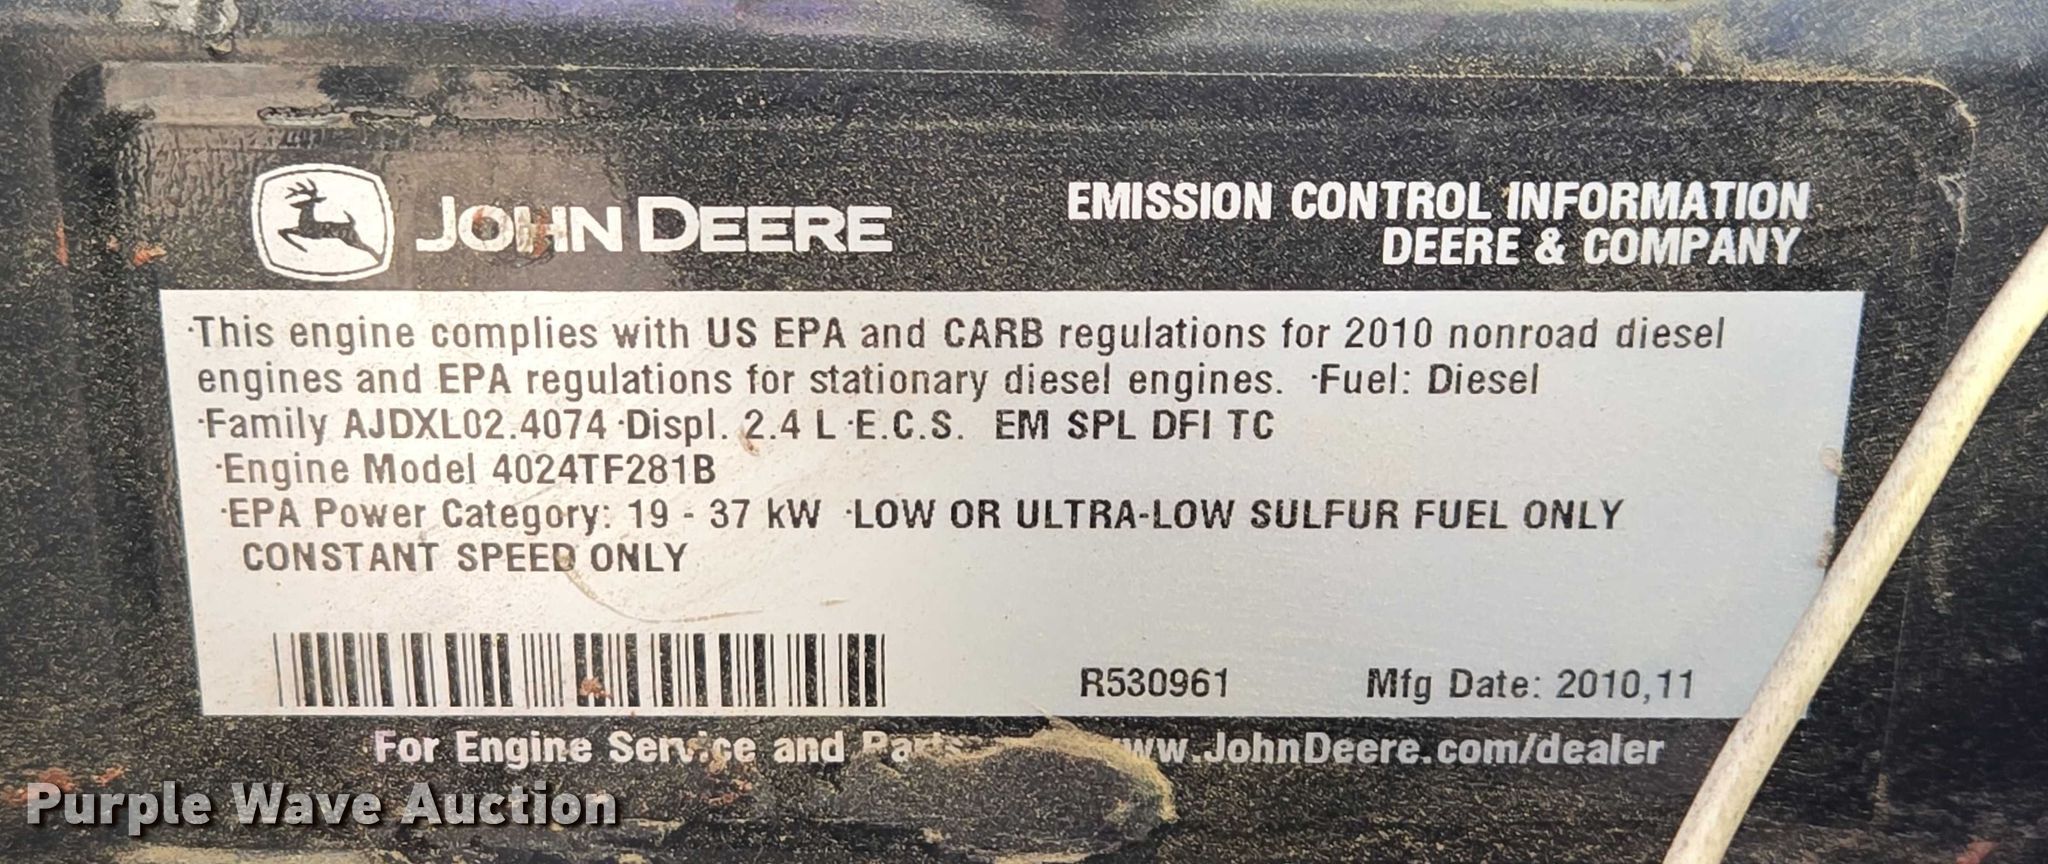 JOHN DEERE
EMISSION CONTROL INFORMATION
DEERE & COMPANY
·This engine complies with US EPA and CARB regulations for 2010 nonroad diesel
engines and EPA regulations for stationary diesel engines. ·Fuel: Diesel
·Family AJDXL02.4074 ·Displ. 2.4 L ·E.C.S. EM SPL DFI TC
·Engine Model 4024TF281B
·EPA Power Category: 19 - 37 kW ·LOW OR ULTRA-LOW SULFUR FUEL ONLY
CONSTANT SPEED ONLY
R530961 Mfg Date: 2010,11
For Engine Service and Parts www.JohnDeere.com/dealer
Purple Wave Auction